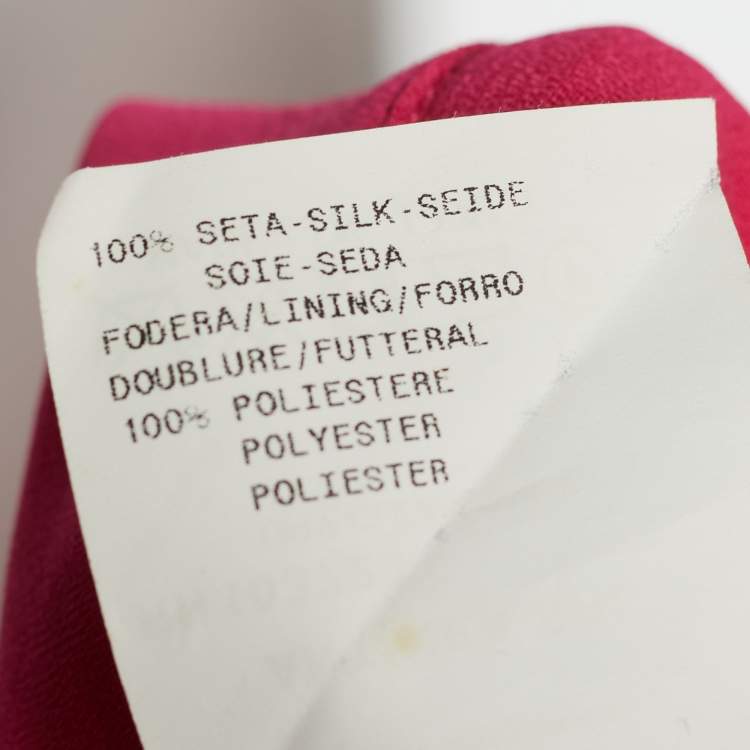 100% SETA-SILK-SEIDE
SOIE-SEDA
FODERA/LINING/FORRO
DOUBLURE/FUTTERAL
100% POLIESTERE
POLYESTER
POLIESTER